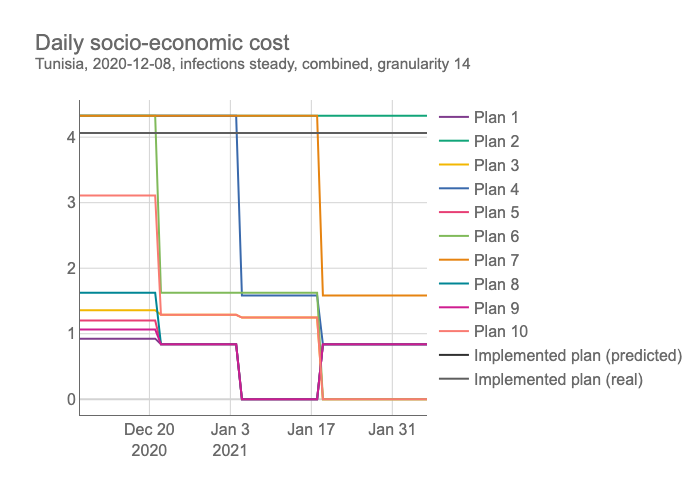 Daily socio-economic cost
Tunisia, 2020-12-08, infections steady, combined, granularity 14
4
3
2
1
0
Dec 20
2020
Jan 3
2021
Jan 17
Jan 31
Plan 1
Plan 2
Plan 3
Plan 4
Plan 5
Plan 6
Plan 7
Plan 8
Plan 9
Plan 10
Implemented plan (predicted)
Implemented plan (real)